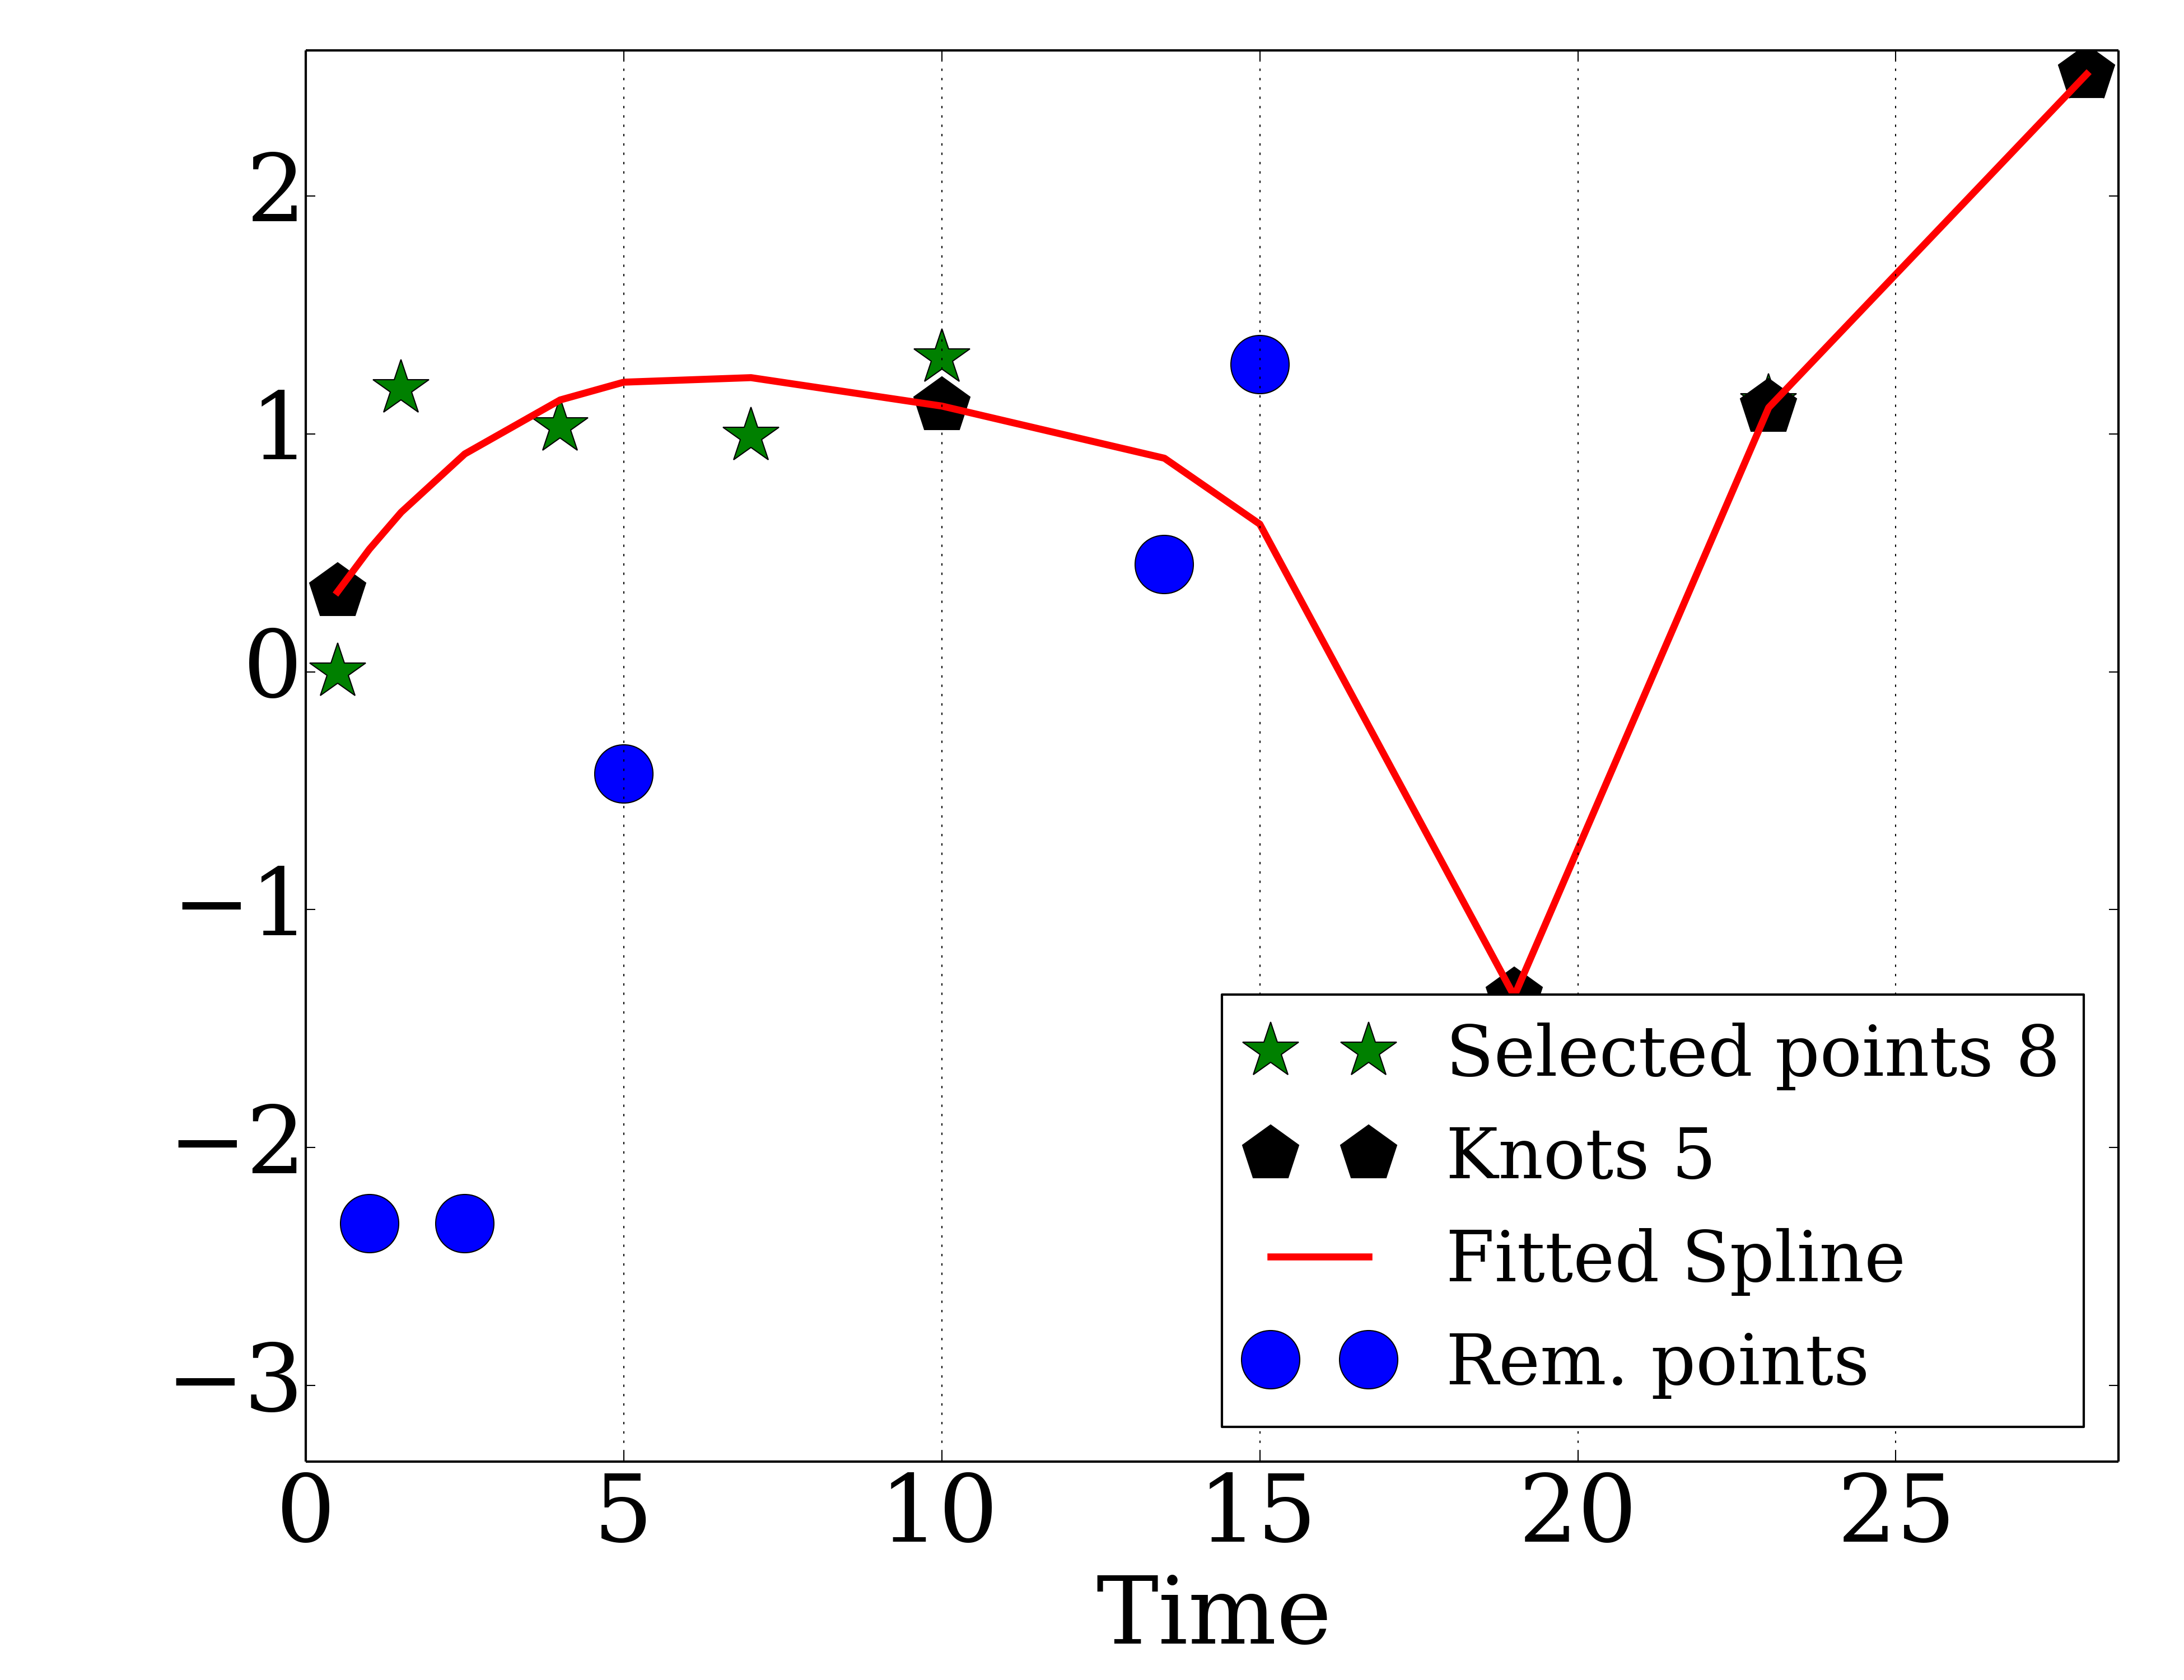 2
1
0
−1
−2
−3
0 5 10 15 20 25
Time
Selected points 8
Knots 5
Fitted Spline
Rem. points